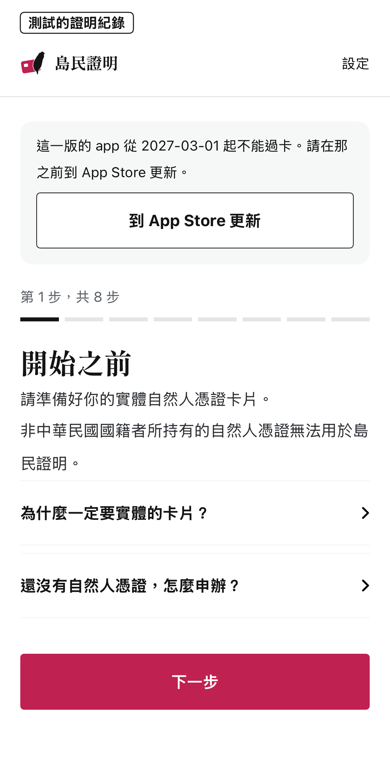 測試的證明紀錄
島民證明
設定
這一版的 app 從 2027-03-01 起不能過卡。請在那
之前到 App Store 更新。
到 App Store 更新
第 1 步，共 8 步
開始之前
請準備好你的實體自然人憑證卡片。
非中華民國國籍者所持有的自然人憑證無法用於島
民證明。
為什麼一定要實體的卡片？
還沒有自然人憑證，怎麼申辦？
下一步